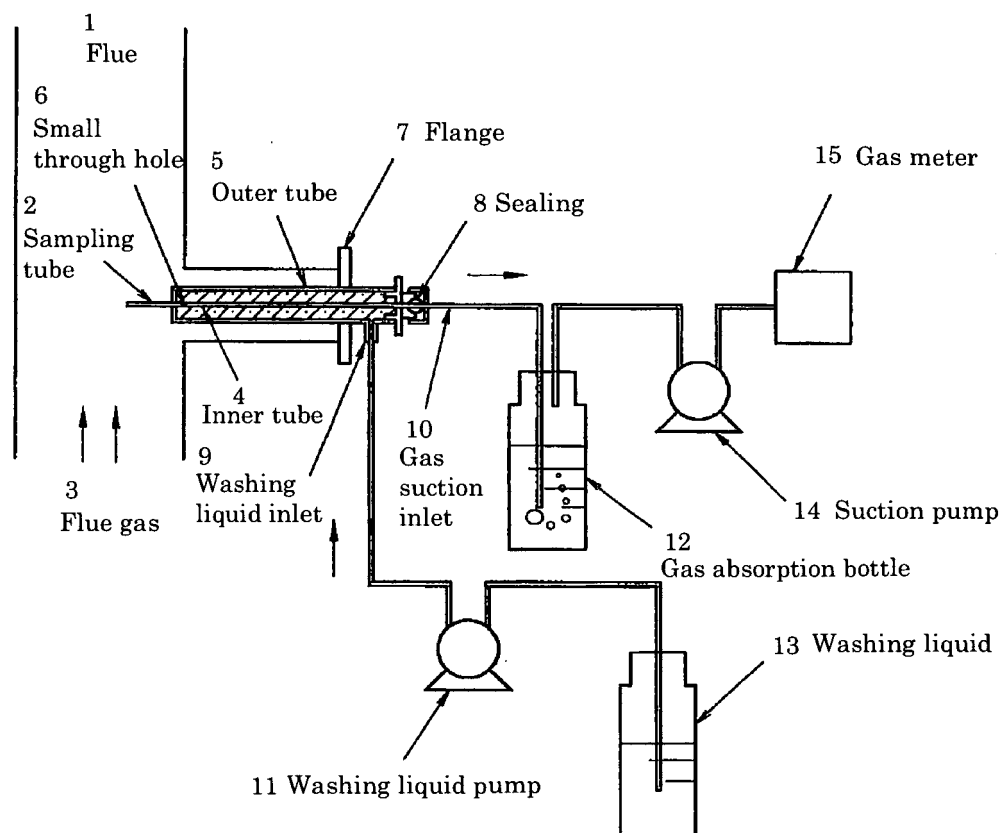 1
Flue
6
Small
through hole
5
Outer tube
7 Flange
15 Gas meter
2
Sampling
tube
8 Sealing
4
Inner tube
10
Gas
suction
inlet
9
Washing
liquid inlet
3
Flue gas
14 Suction pump
12
Gas absorption bottle
13 Washing liquid
11 Washing liquid pump